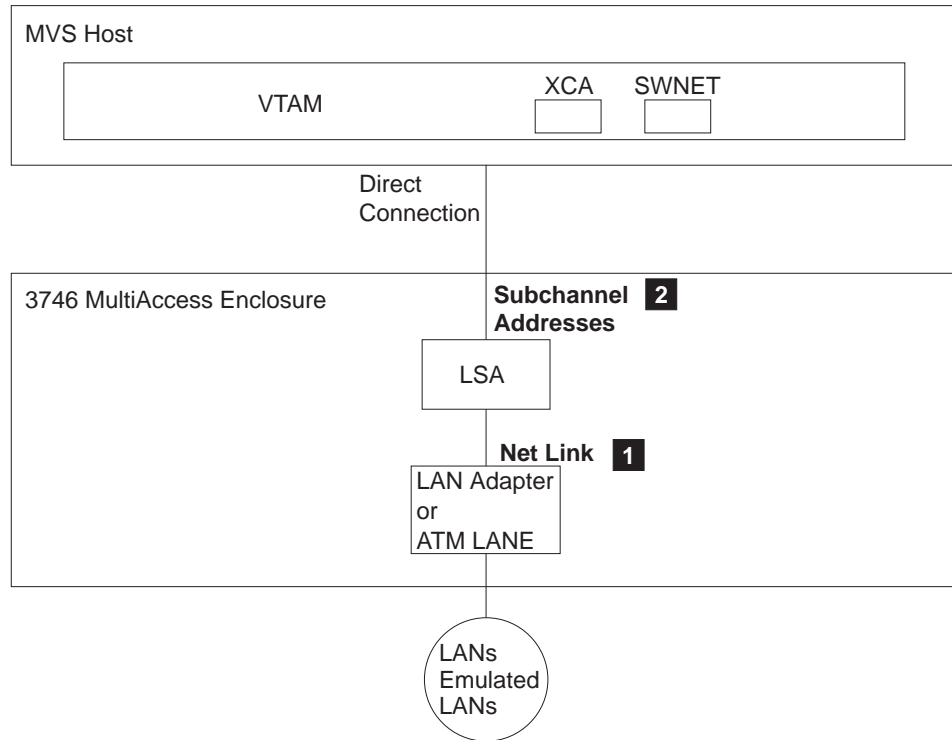 MVS Host
VTAM
XCA
SWNET
Direct
Connection
3746 MultiAccess Enclosure
Subchannel 2
Addresses
LSA
Net Link 1
LAN Adapter
or
ATM LANE
LANs
Emulated
LANs